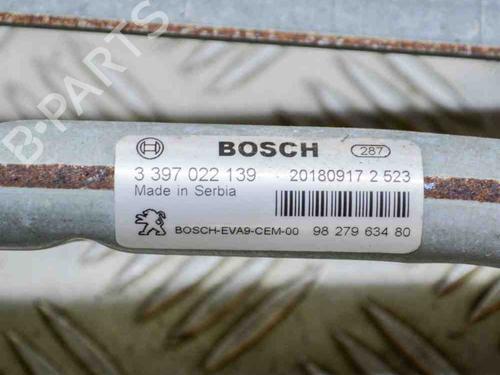 B-PARTS
BOSCH 287
3 397 022 139 20180917 2 523
Made in Serbia
BOSCH-EVA9-CEM-00 98 279 634 80